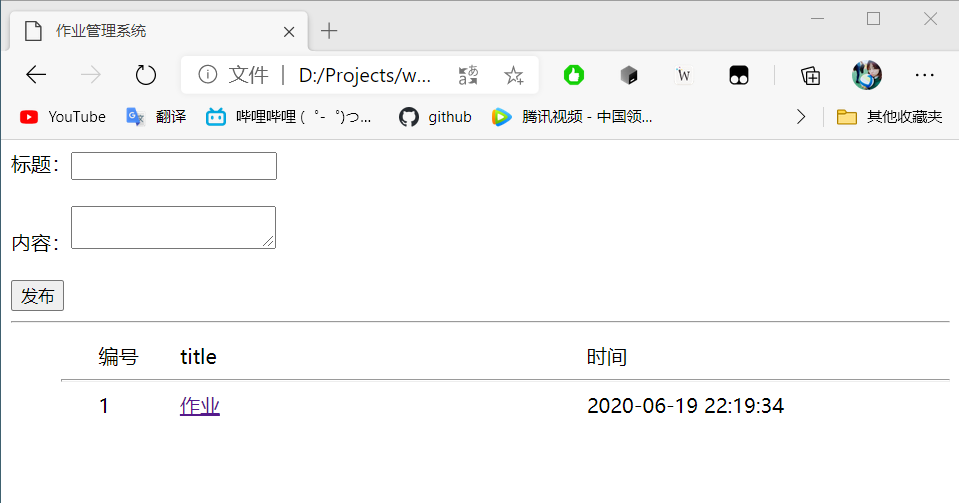 作业管理系统
文件 D:/Projects/w...
YouTube 翻译 哔哩哔哩 ( ゜- ゜)つ... github 腾讯视频 - 中国领... 其他收藏夹
标题：
内容：
发布
编号 title 时间
1 作业 2020-06-19 22:19:34